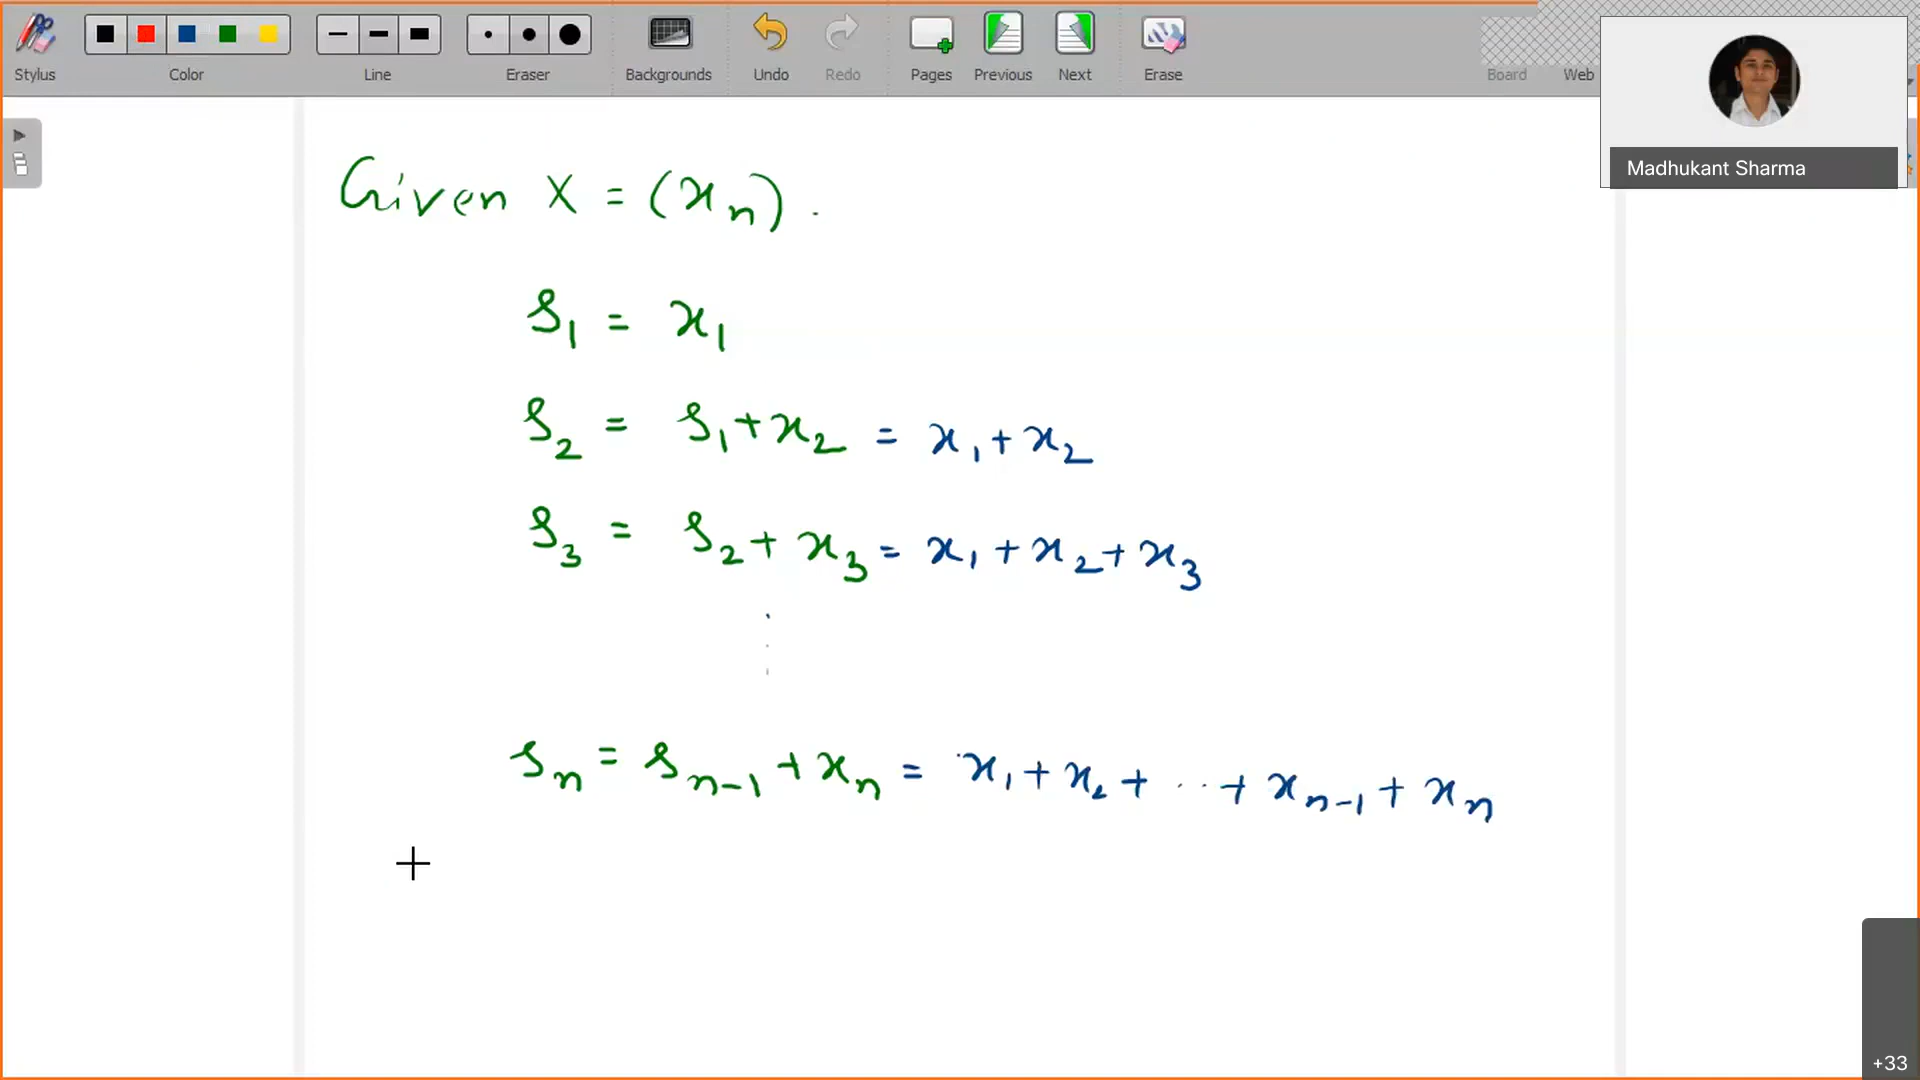 Stylus Color Line Eraser Backgrounds Undo Redo Pages Previous Next Erase Board Web
Madhukant Sharma
Given X = (xₙ).
S₁ = x₁
S₂ = S₁ + x₂ = x₁ + x₂
S₃ = S₂ + x₃ = x₁ + x₂ + x₃
Sₙ = Sₙ₋₁ + xₙ = x₁ + x₂ + ... + xₙ₋₁ + xₙ
+33